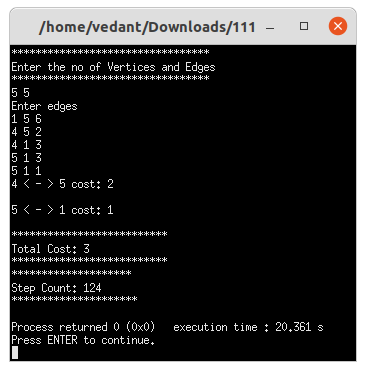 /home/vedant/Downloads/111
*******************************
Enter the no of Vertices and Edges
*******************************
5 5
Enter edges
1 5 6
4 5 2
4 1 3
5 1 3
5 1 1
4 < - > 5 cost: 2
5 < - > 1 cost: 1
************************
Total Cost: 3
************************
*******************
Step Count: 124
********************
Process returned 0 (0x0)   execution time : 20.361 s
Press ENTER to continue.